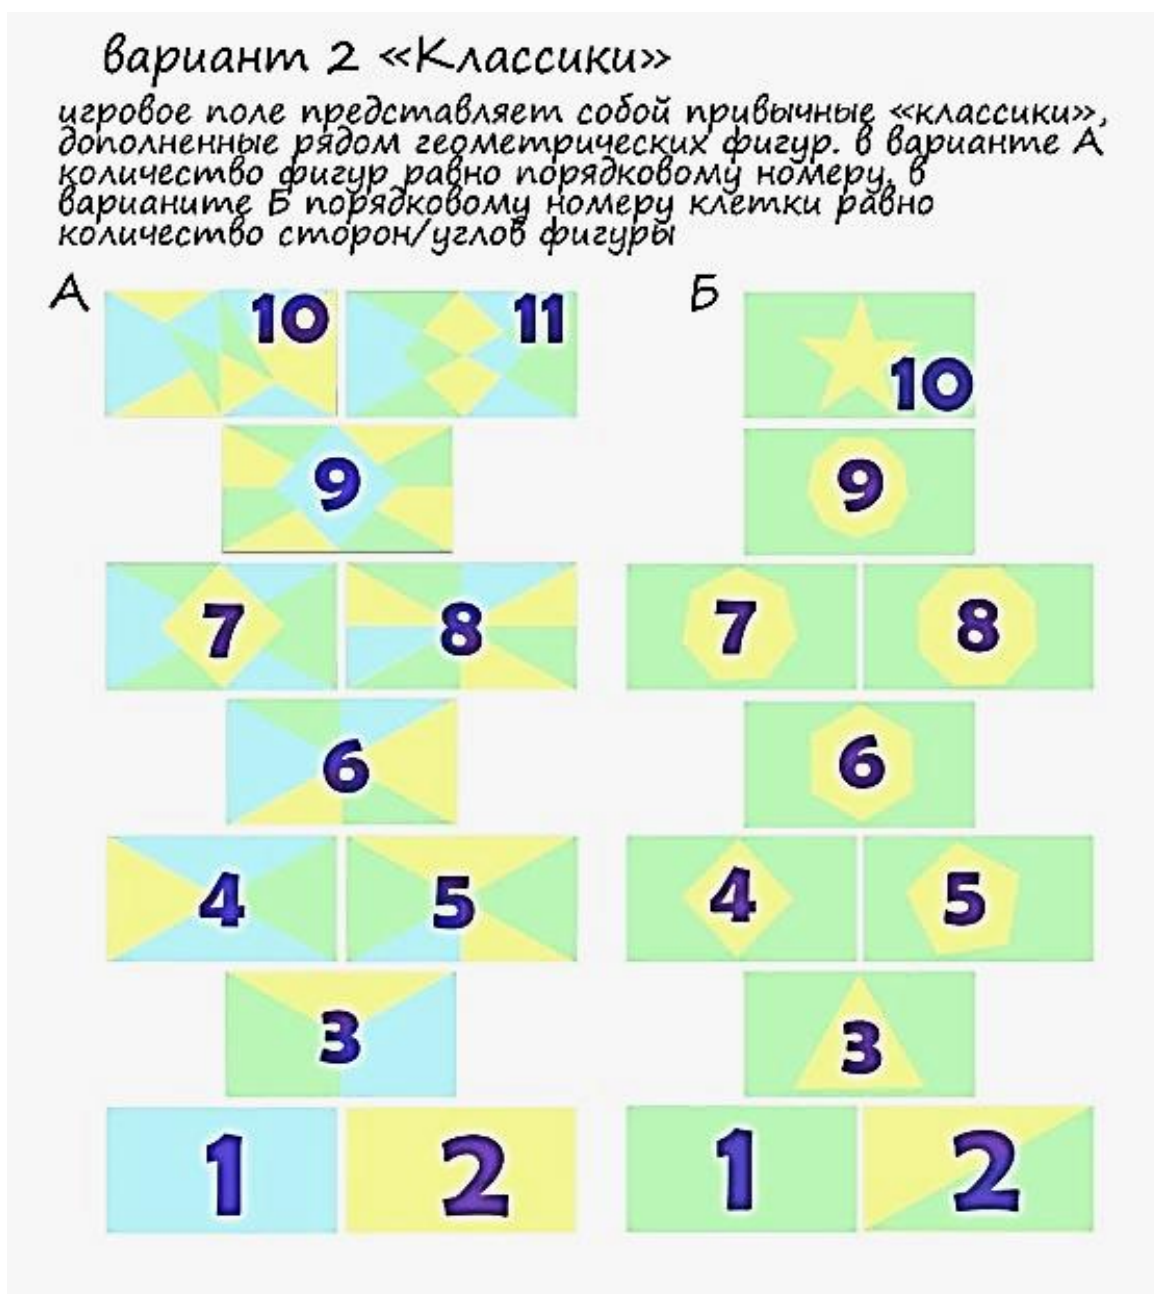 вариант 2 «Классики»
игровое поле представляет собой привычные «классики»,
дополненные рядом геометрических фигур. в варианте А
количество фигур равно порядковому номеру, в
варианите Б порядковому номеру клетки равно
количество сторон/углов фигуры
А Б
10 11 10
9 9
7 8 7 8
6 6
4 5 4 5
3 3
1 2 1 2